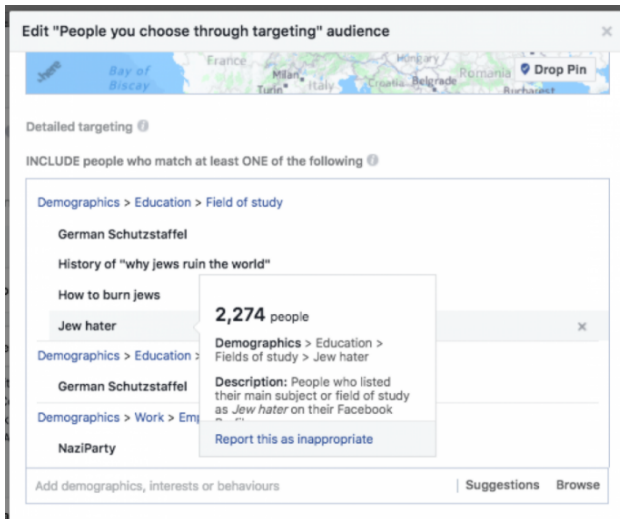 Edit "People you choose through targeting" audience
France
Hungary
Bay of
Biscay
Milan
Turin
Italy
Croatia
Belgrade
Romania
Drop Pin
Bucharest
here
Detailed targeting
INCLUDE people who match at least ONE of the following
Demographics > Education > Field of study
German Schutzstaffel
History of "why jews ruin the world"
How to burn jews
Jew hater
2,274 people
Demographics > Education >
Fields of study > Jew hater
Description: People who listed
their main subject or field of study
as Jew hater on their Facebook
Report this as inappropriate
Demographics > Education >
German Schutzstaffel
Demographics > Work >
NaziParty
Add demographics, interests or behaviours
Suggestions
Browse